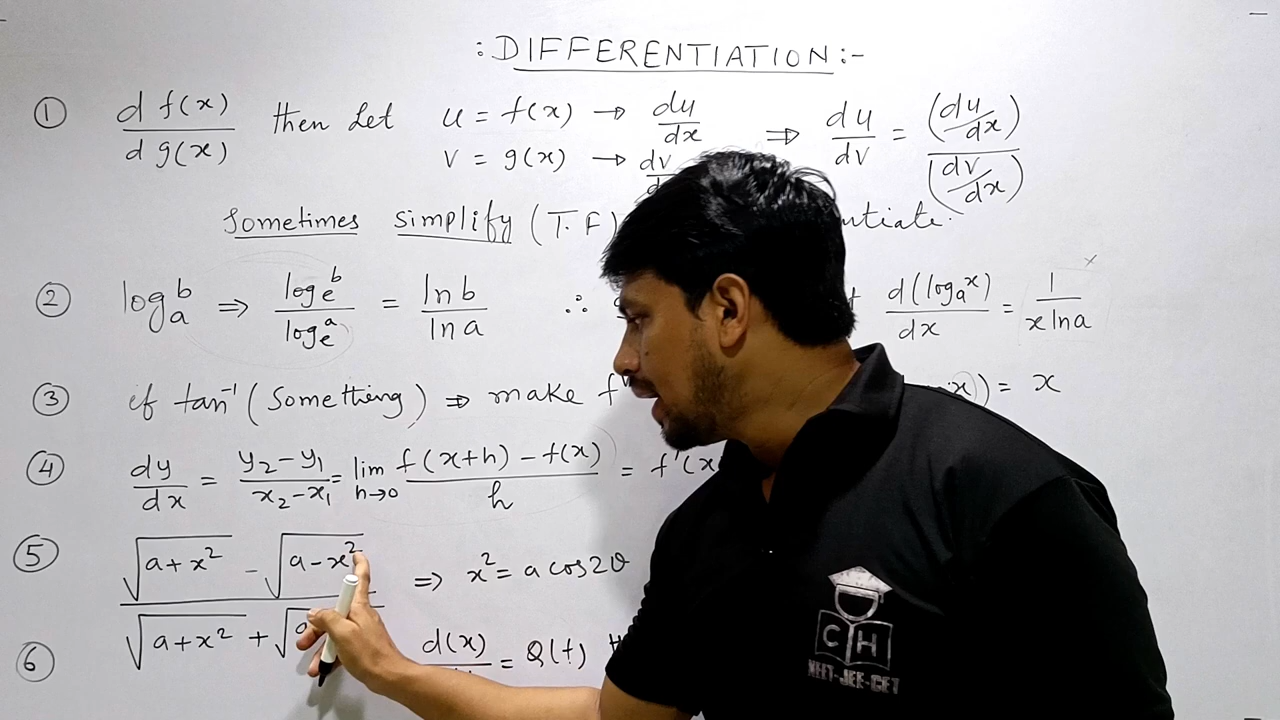 : DIFFERENTIATION :-
① d f(x) / d g(x) then Let u = f(x) → du/dx ⇒ du/dv = (du/dx) / (dv/dx)
v = g(x) → dv/d
Sometimes simplify (T.F)
② log_a b ⇒ log_e b / log_e a = ln b / ln a ∴ d(log_a x)/dx = 1 / x ln a
③ if tan⁻¹ (Something) ⇒ make x)) = x
④ dy/dx = y₂-y₁ / x₂-x₁ = lim h→0 f(x+h) - f(x) / h = f'(x
⑤ √a+x² - √a-x² / √a+x² + √a ⇒ x² = a cos2θ
⑥ d(x) = Q(t)
CH
NEET-JEE-CET